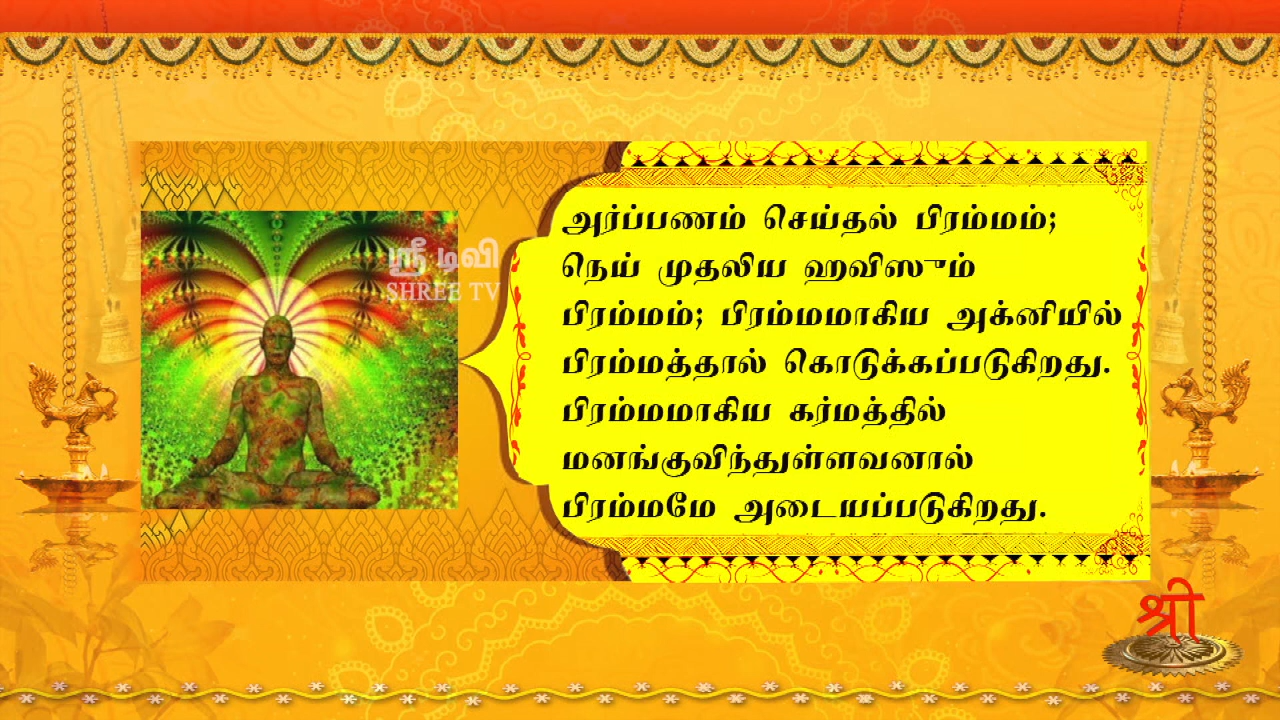 ஸ்ரீ டிவி
SHREE TV
அர்ப்பணம் செய்தல் பிரம்மம்;
நெய் முதலிய ஹவிஸும்
பிரம்மம்; பிரம்மமாகிய அக்னியில்
பிரம்மத்தால் கொடுக்கப்படுகிறது.
பிரம்மமாகிய கர்மத்தில்
மனங்குவிந்துள்ளவனால்
பிரம்மமே அடையப்படுகிறது.
श्री